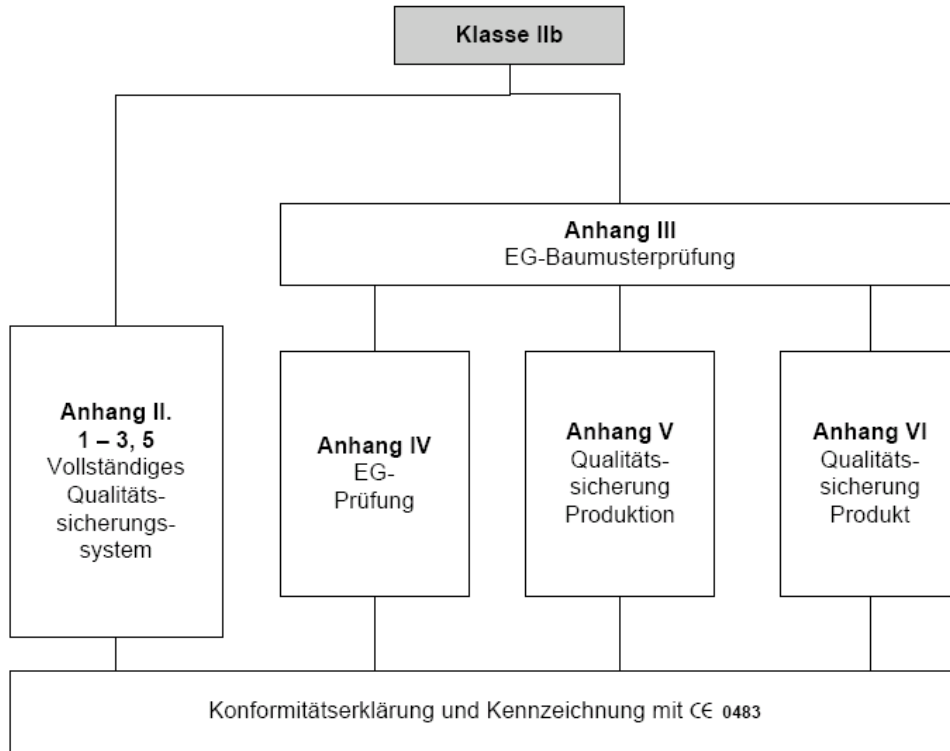 Klasse IIb
Anhang III
EG-Baumusterprüfung
Anhang II.
1 – 3, 5
Vollständiges
Qualitäts-
sicherungs-
system
Anhang IV
EG-
Prüfung
Anhang V
Qualitäts-
sicherung
Produktion
Anhang VI
Qualitäts-
sicherung
Produkt
Konformitätserklärung und Kennzeichnung mit CE 0483